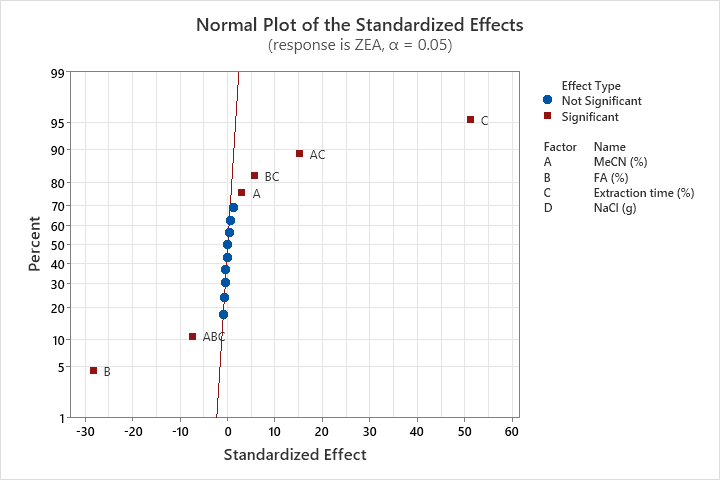 Normal Plot of the Standardized Effects
(response is ZEA, α = 0.05)
99
95
90
80
70
60
50
40
30
20
10
5
1
Percent
C
AC
BC
A
ABC
B
-30 -20 -10 0 10 20 30 40 50 60
Standardized Effect
Effect Type
Not Significant
Significant
Factor Name
A MeCN (%)
B FA (%)
C Extraction time (%)
D NaCl (g)